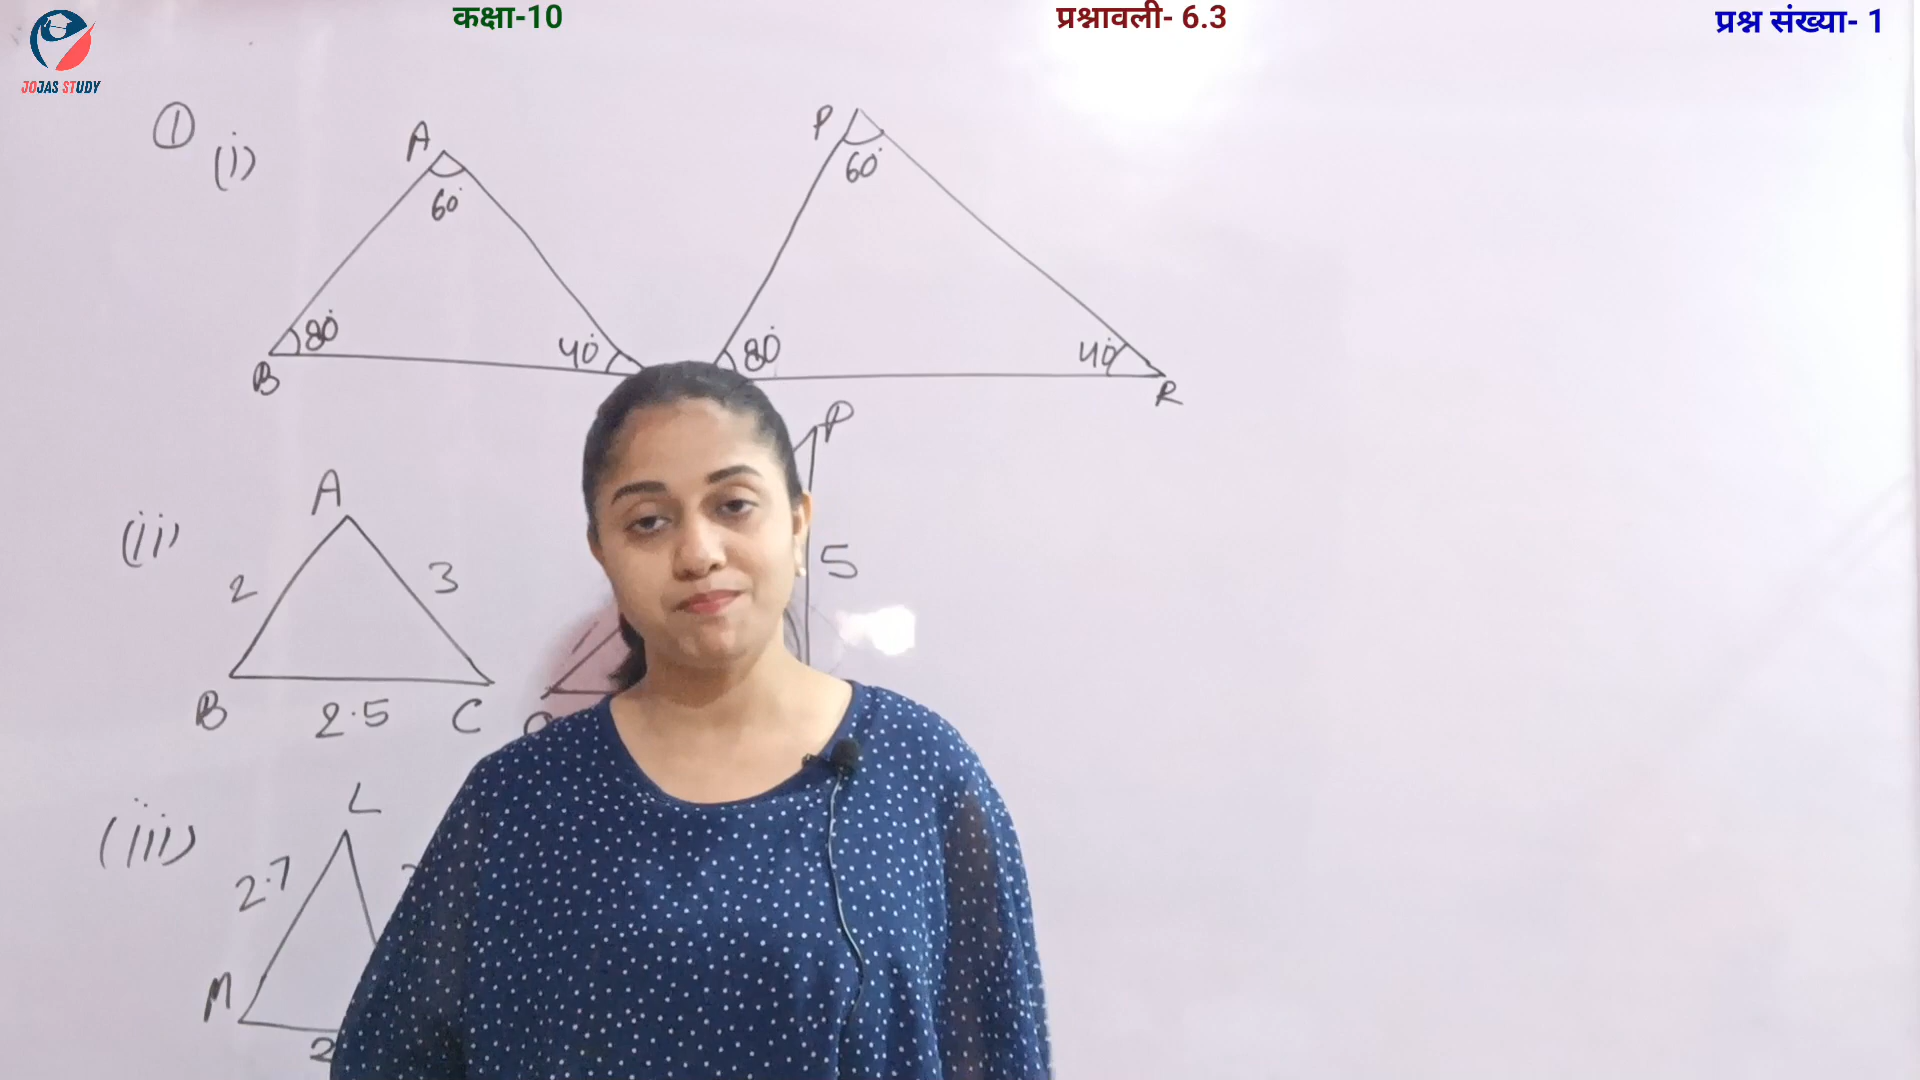 कक्षा-10
प्रश्नावली- 6.3
प्रश्न संख्या- 1
JOJAS STUDY
1
(i)
A
60°
B
80°
40°
P
60°
80°
40°
R
(ii)
A
2
3
B
2.5
C
P
5
(iii)
L
2.7
M